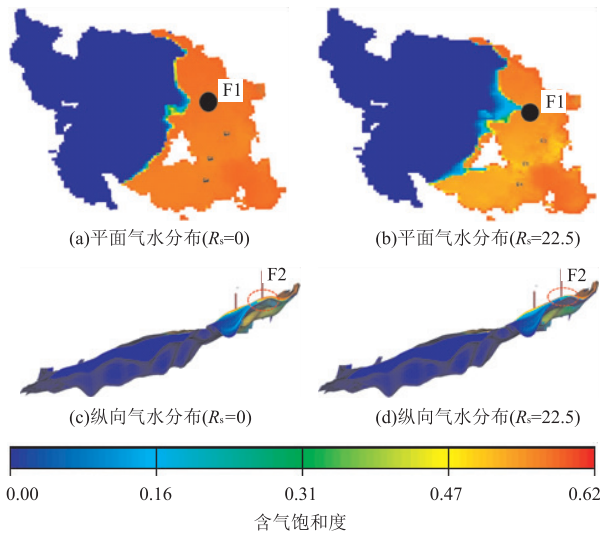 F1
F1
(a)平面气水分布(Rs=0)
(b)平面气水分布(Rs=22.5)
F2
F2
(c)纵向气水分布(Rs=0)
(d)纵向气水分布(Rs=22.5)
0.00 0.16 0.31 0.47 0.62
含气饱和度